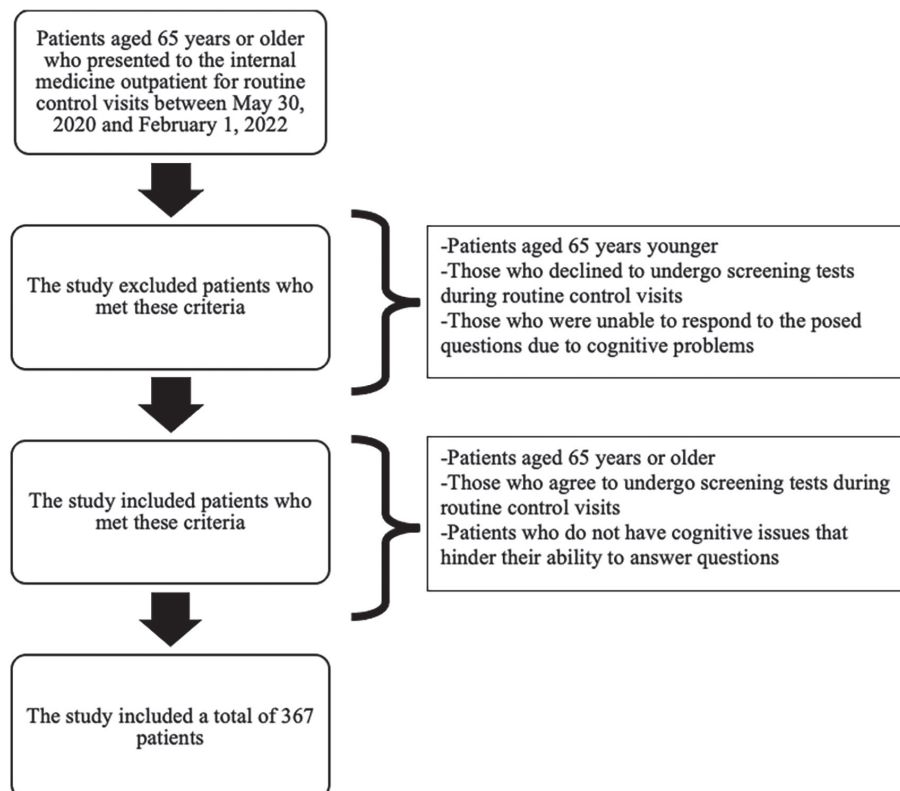 Patients aged 65 years or older
who presented to the internal
medicine outpatient for routine
control visits between May 30,
2020 and February 1, 2022
The study excluded patients who
met these criteria
-Patients aged 65 years younger
-Those who declined to undergo screening tests
during routine control visits
-Those who were unable to respond to the posed
questions due to cognitive problems
The study included patients who
met these criteria
-Patients aged 65 years or older
-Those who agree to undergo screening tests during
routine control visits
-Patients who do not have cognitive issues that
hinder their ability to answer questions
The study included a total of 367
patients